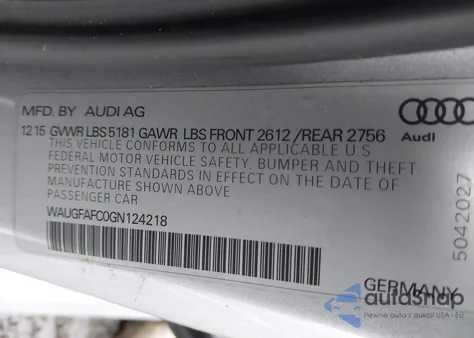 MFD. BY AUDI AG
12 15 GVWR LBS 5181 GAWR LBS FRONT 2612 /REAR 2756
THIS VEHICLE CONFORMS TO ALL APPLICABLE U S
FEDERAL MOTOR VEHICLE SAFETY, BUMPER AND THEFT
PREVENTION STANDARDS IN EFFECT ON THE DATE OF
MANUFACTURE SHOWN ABOVE
PASSENGER CAR
WAUGFAFC0GN124218
Audi
5042027
GERMANY
autoshop
Pewne auta z aukcji USA i EU